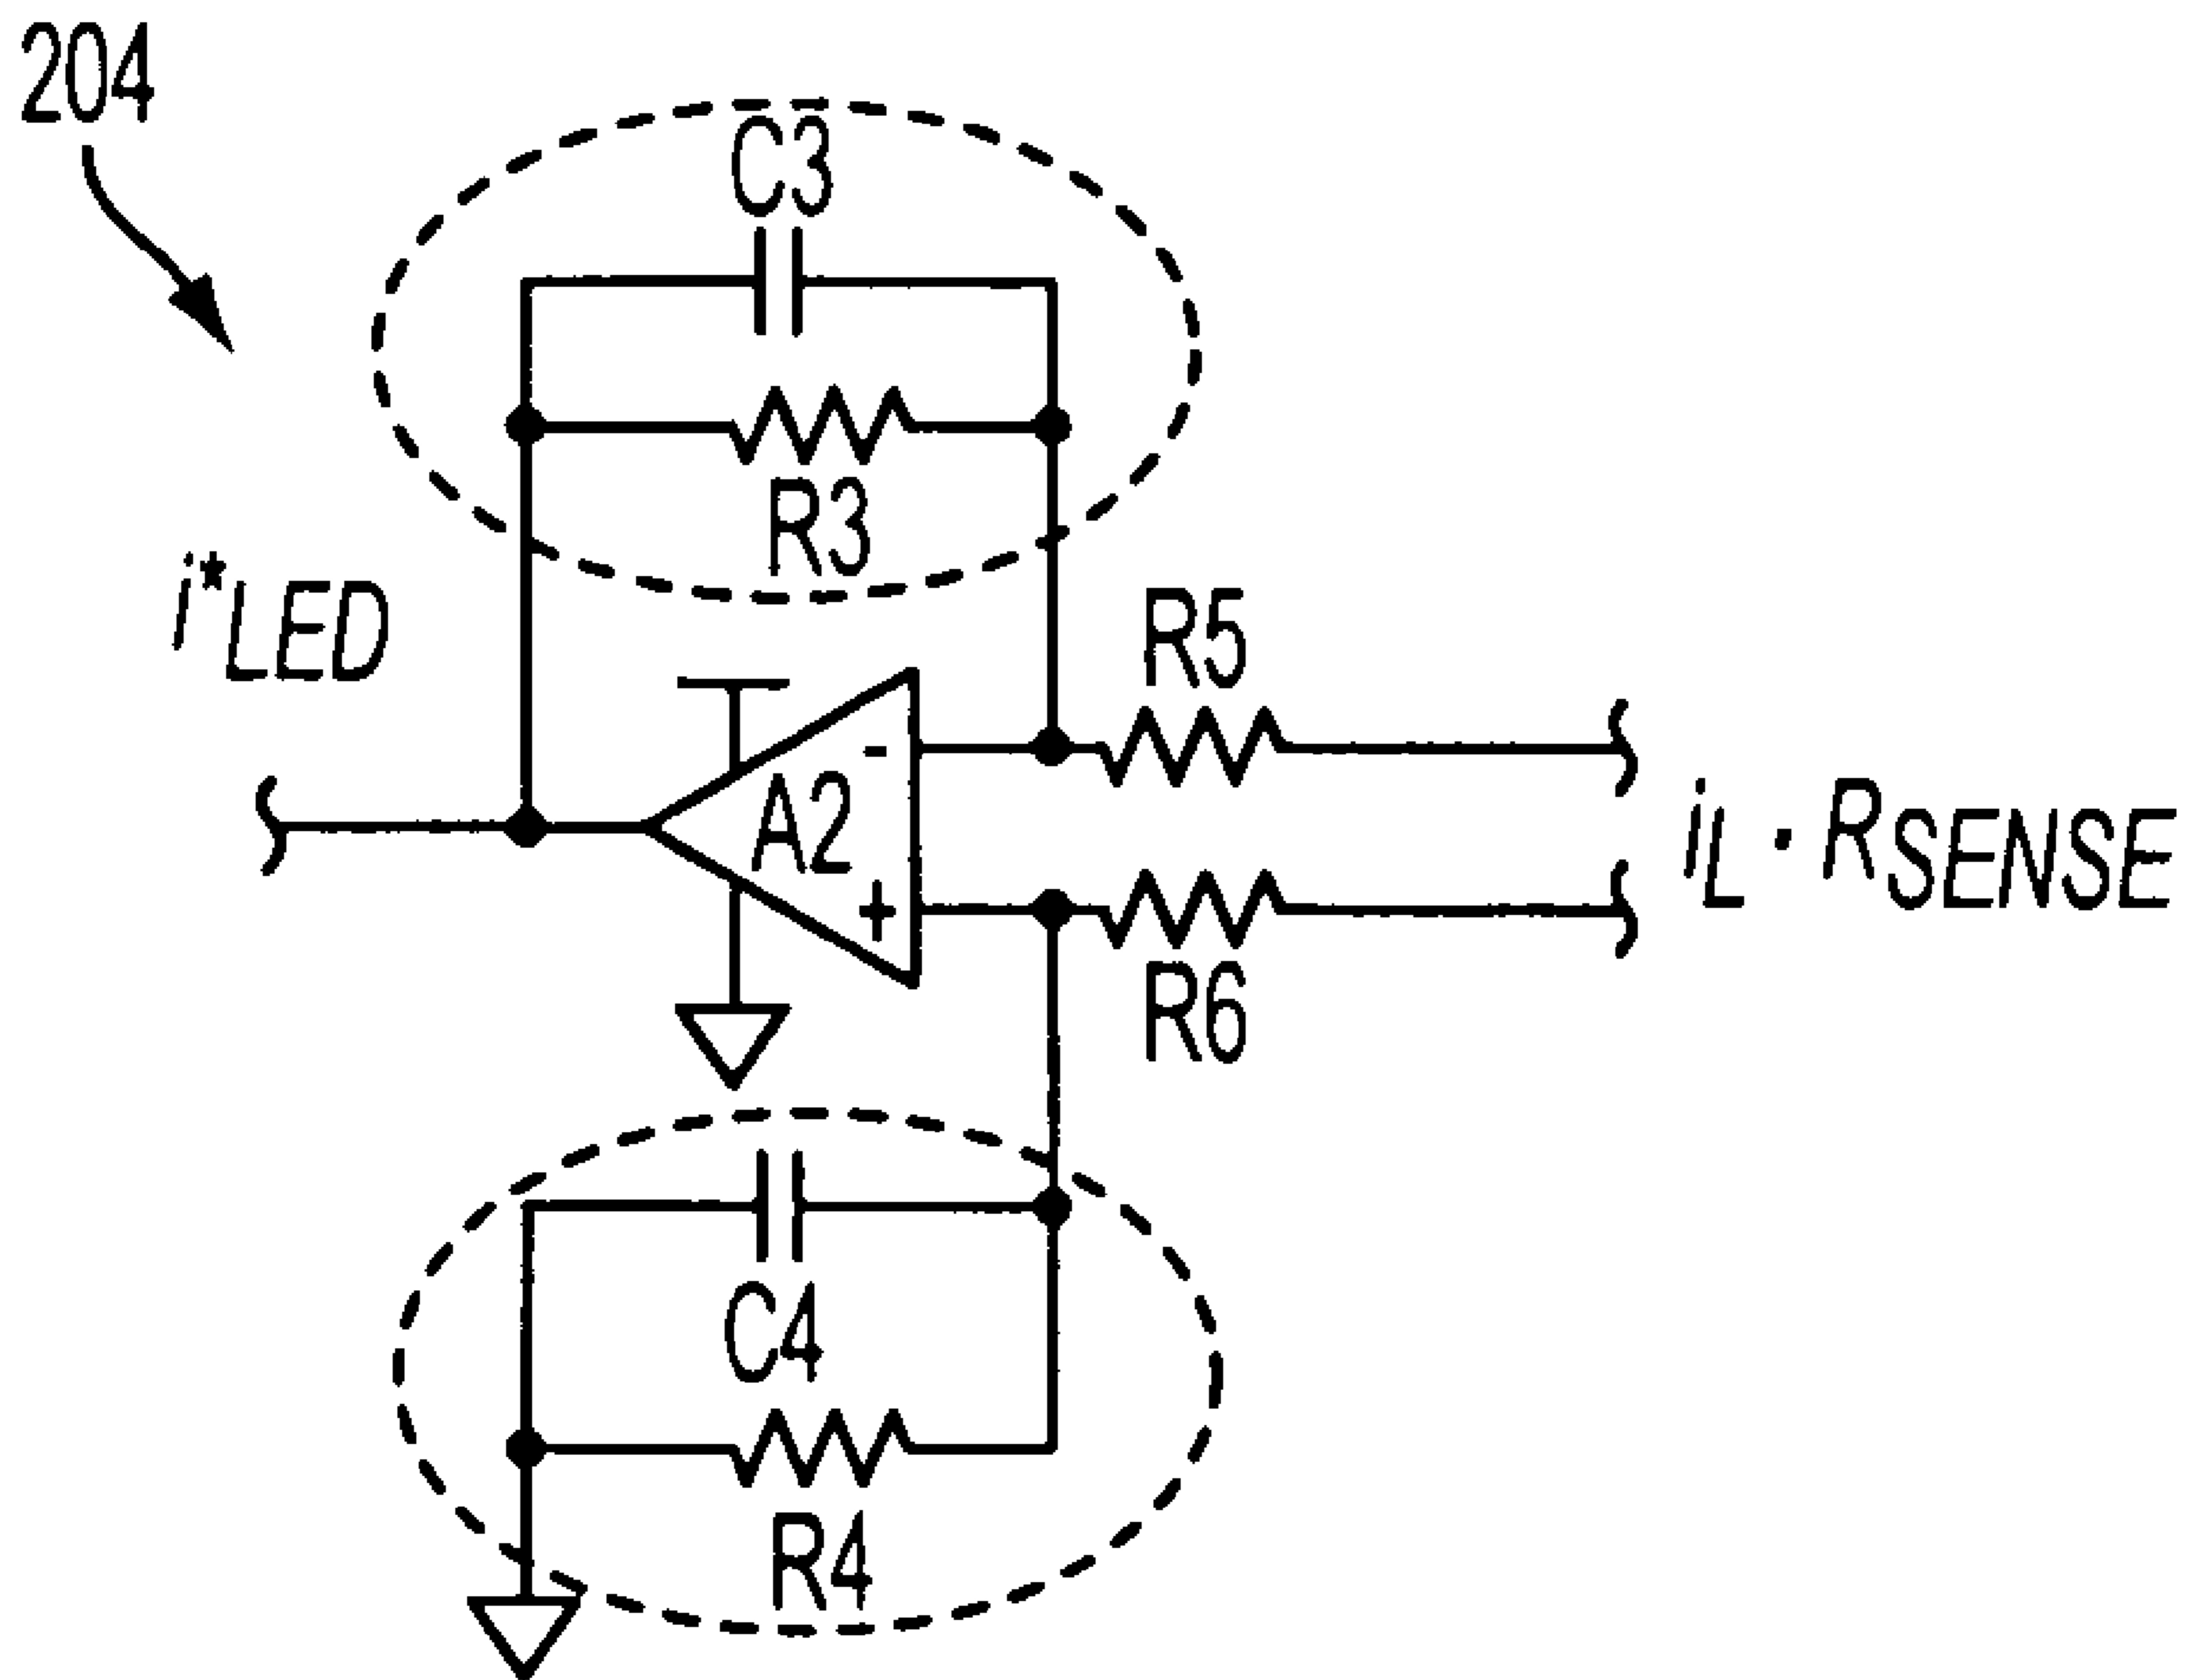 204
C3
R3
i*LED
R5
-
A2
+
iL · RSENSE
R6
C4
R4